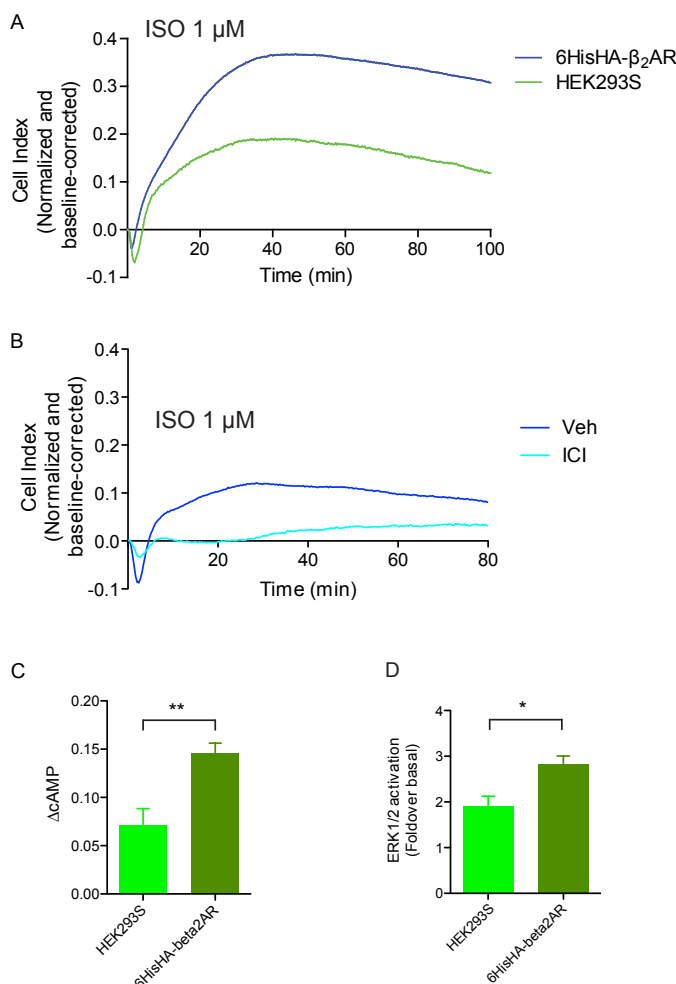 A
ISO 1 µM
6HisHA-β₂AR
HEK293S
Cell Index
(Normalized and
baseline-corrected)
0.4
0.3
0.2
0.1
0.0
-0.1
20
40
60
80
100
Time (min)
B
ISO 1 µM
Veh
ICI
Cell Index
(Normalized and
baseline-corrected)
0.4
0.3
0.2
0.1
0.0
-0.1
20
40
60
80
Time (min)
C
**
ΔcAMP
0.20
0.15
0.10
0.05
0.00
HEK293S
6HisHA-beta2AR
D
*
ERK1/2 activation
(Foldover basal)
4
3
2
1
0
HEK293S
6HisHA-beta2AR